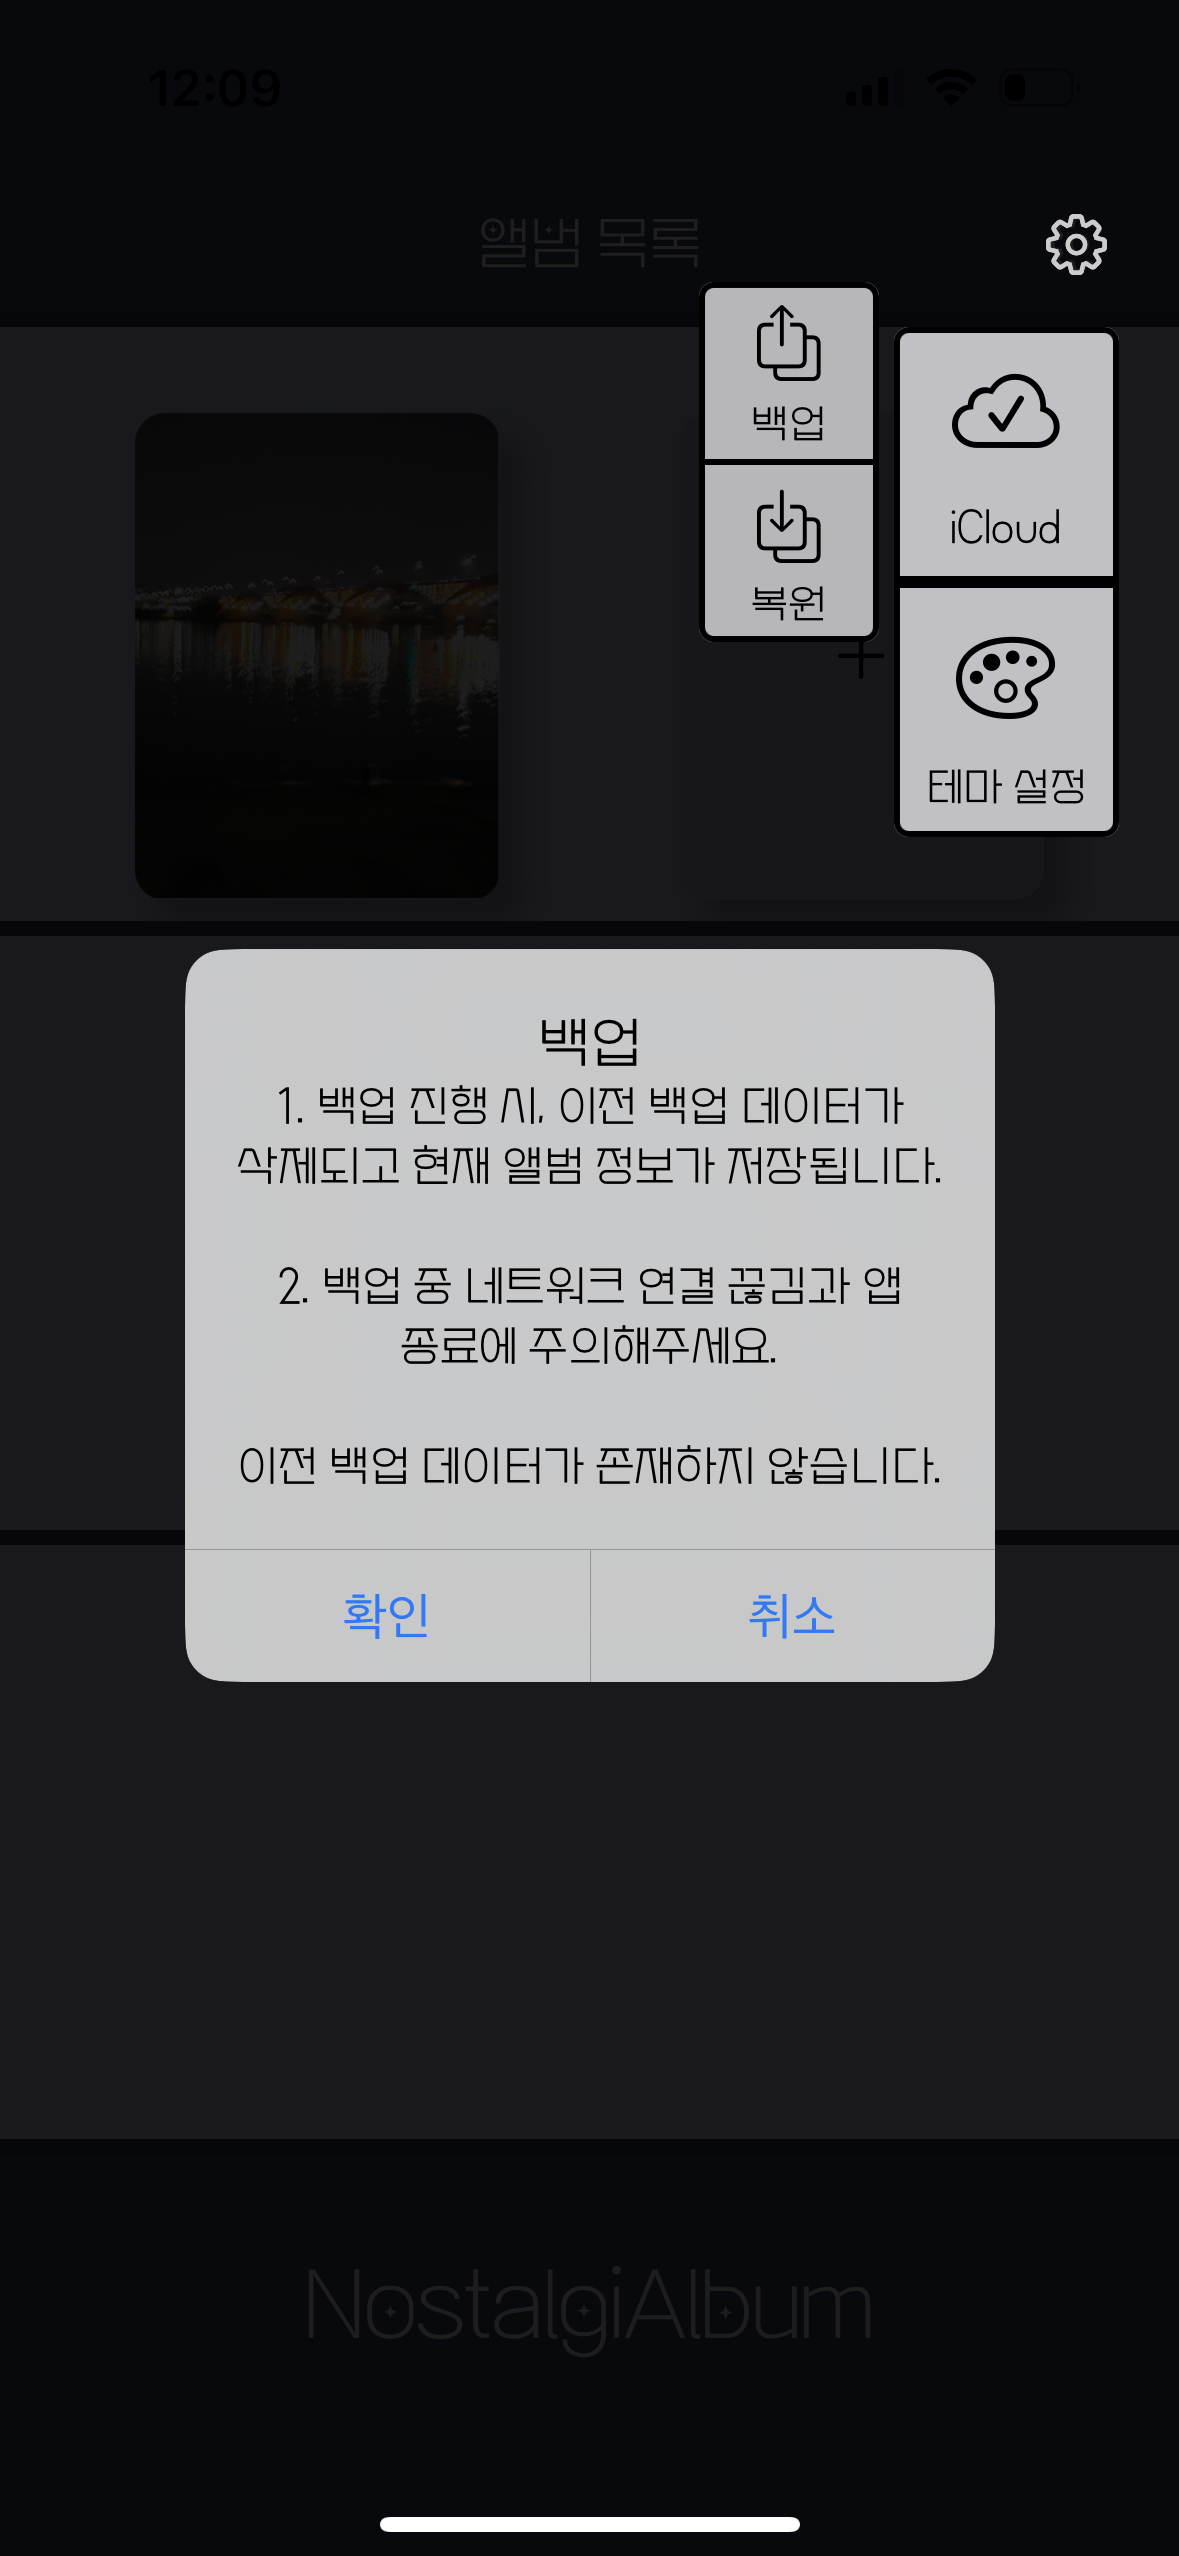 12:09
앨범 목록
백업
iCloud
복원
테마 설정
백업
1. 백업 진행 시, 이전 백업 데이터가
삭제되고 현재 앨범 정보가 저장됩니다.
2. 백업 중 네트워크 연결 끊김과 앱
종료에 주의해주세요.
이전 백업 데이터가 존재하지 않습니다.
확인
취소
NostalgiAlbum